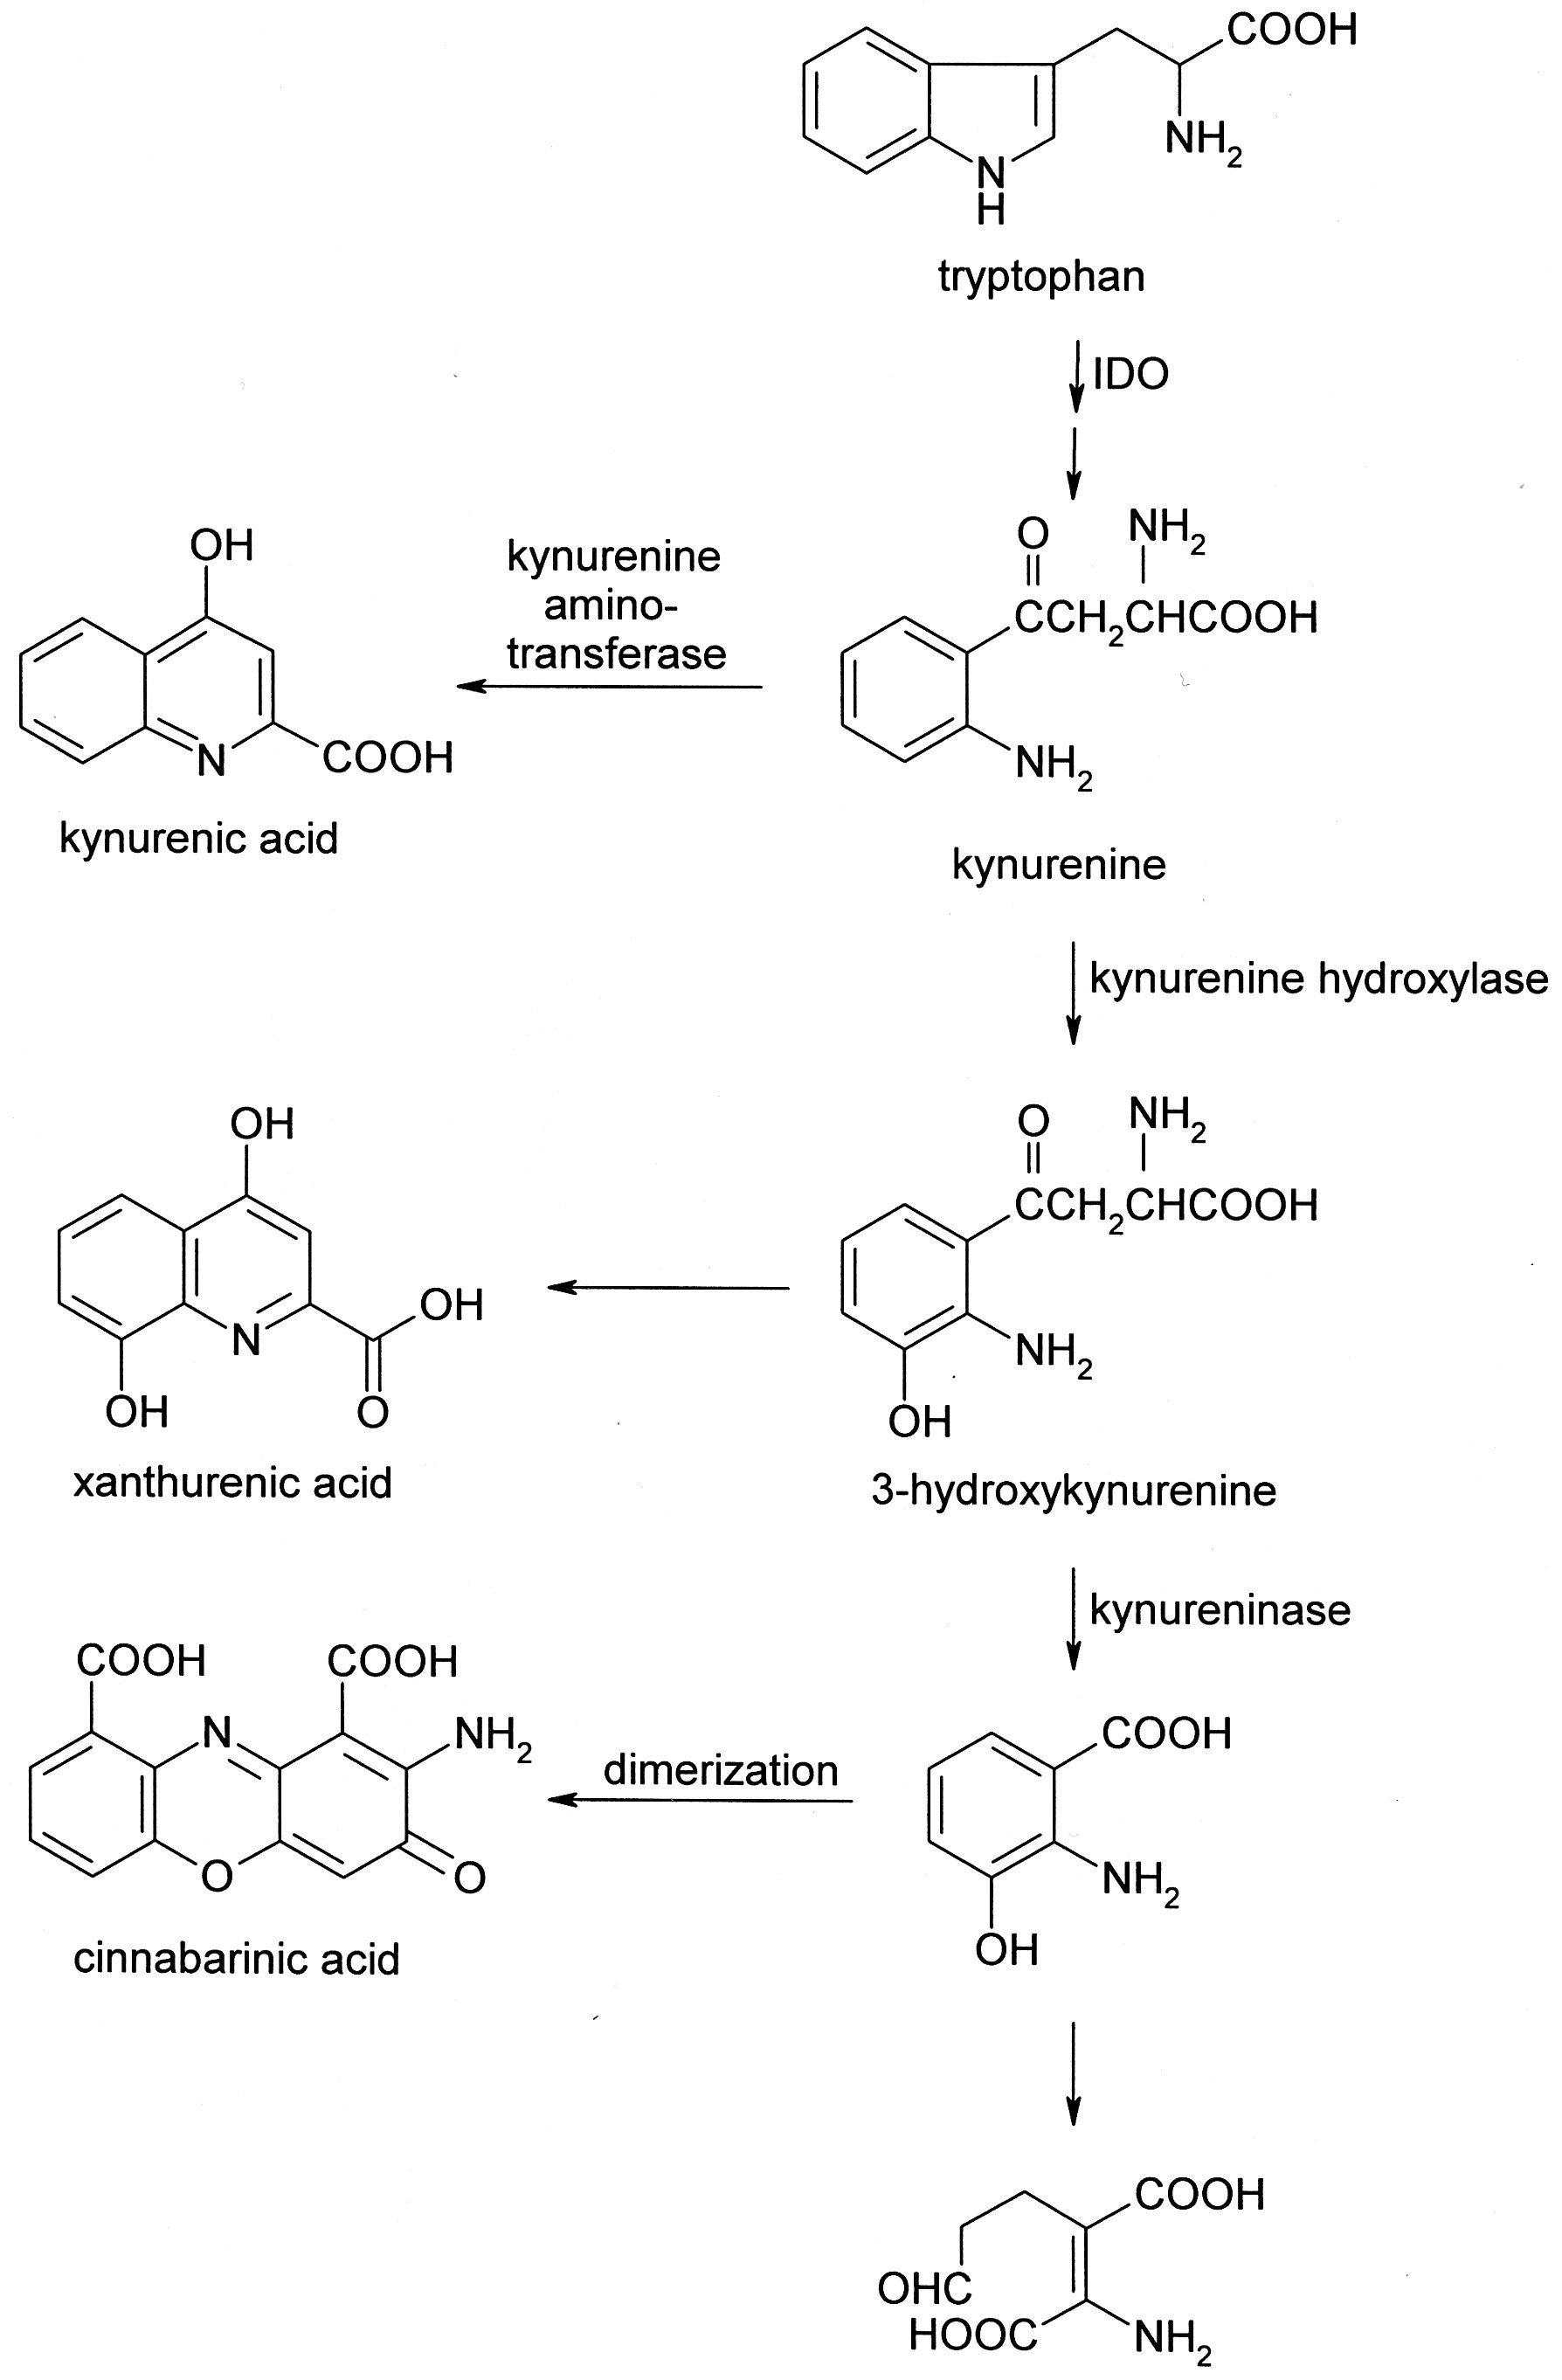 COOH
NH2
N
H
tryptophan
IDO
OH
N
COOH
kynurenic acid
kynurenine
amino-
transferase
O
NH2
CCH2CHCOOH
NH2
kynurenine
kynurenine hydroxylase
OH
N
OH
OH
O
xanthurenic acid
O
NH2
CCH2CHCOOH
NH2
OH
3-hydroxykynurenine
kynureninase
COOH
COOH
N
NH2
O
O
cinnabarinic acid
dimerization
COOH
NH2
OH
COOH
OHC
HOOC
NH2